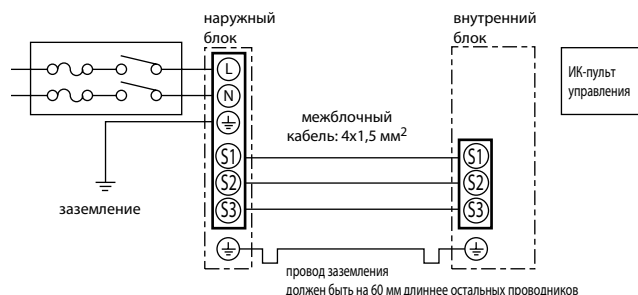 наружный
блок
внутренний
блок
L
N
ИК-пульт
управления
межблочный
кабель: 4x1,5 мм²
S1
S2
S3
S1
S2
S3
заземление
провод заземления
должен быть на 60 мм длиннее остальных проводников